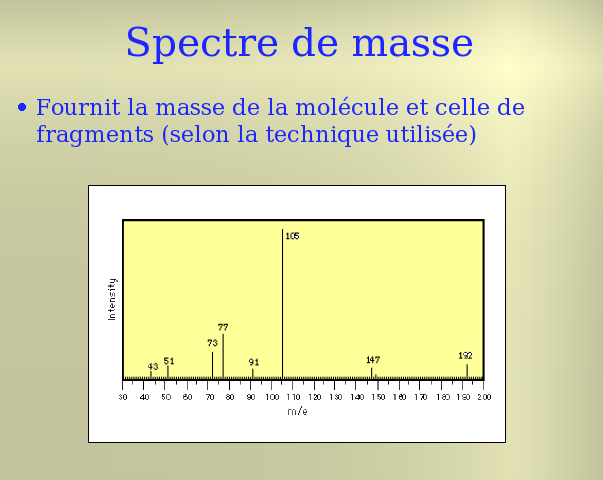 Spectre de masse
• Fournit la masse de la molécule et celle de
fragments (selon la technique utilisée)
105
77
73
192
147
91
51
43
Intensity
30 40 50 60 70 80 90 100 110 120 130 140 150 160 170 180 190 200
m/e